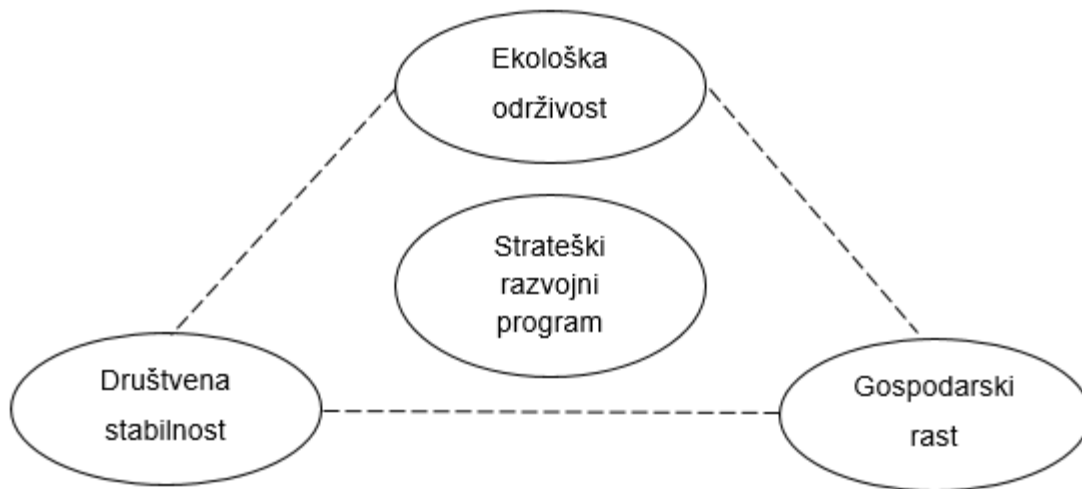 Ekološka
održivost
Strateški
razvojni
program
Društvena
stabilnost
Gospodarski
rast